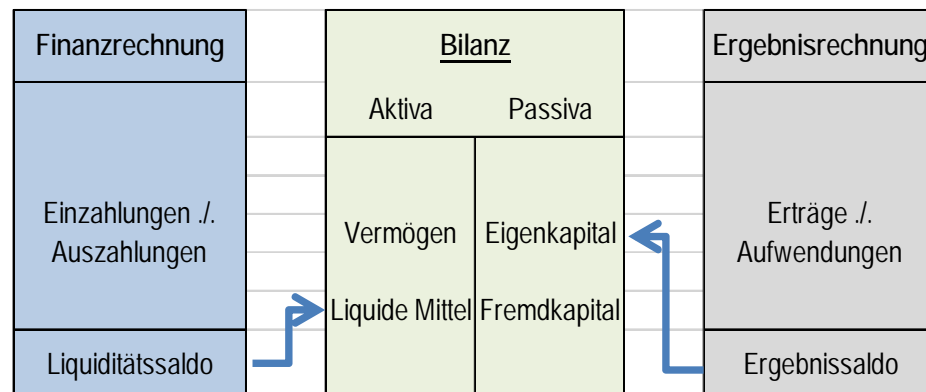 Finanzrechnung
Einzahlungen ./.
Auszahlungen
Liquiditätssaldo
Bilanz
Aktiva Passiva
Vermögen Eigenkapital
Liquide Mittel Fremdkapital
Ergebnisrechnung
Erträge ./.
Aufwendungen
Ergebnissaldo